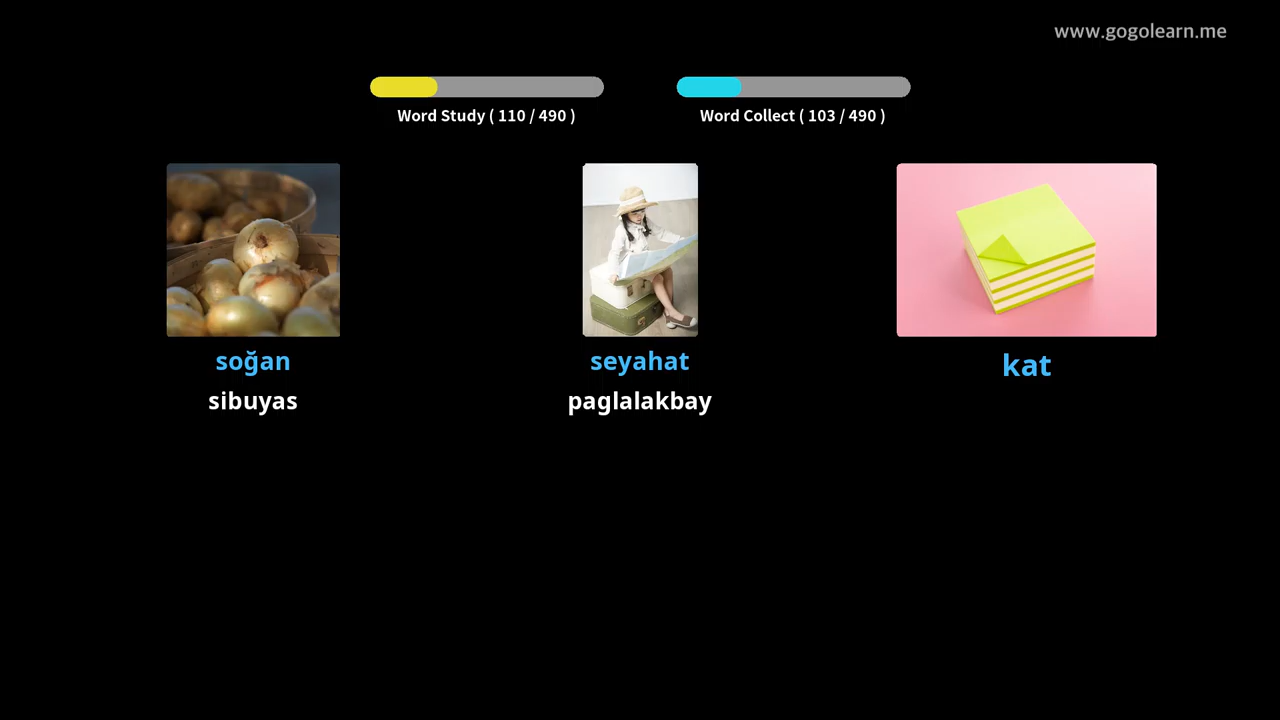 www.gogolearn.me
Word Study ( 110 / 490 )
Word Collect ( 103 / 490 )
soğan
seyahat
kat
sibuyas
paglalakbay